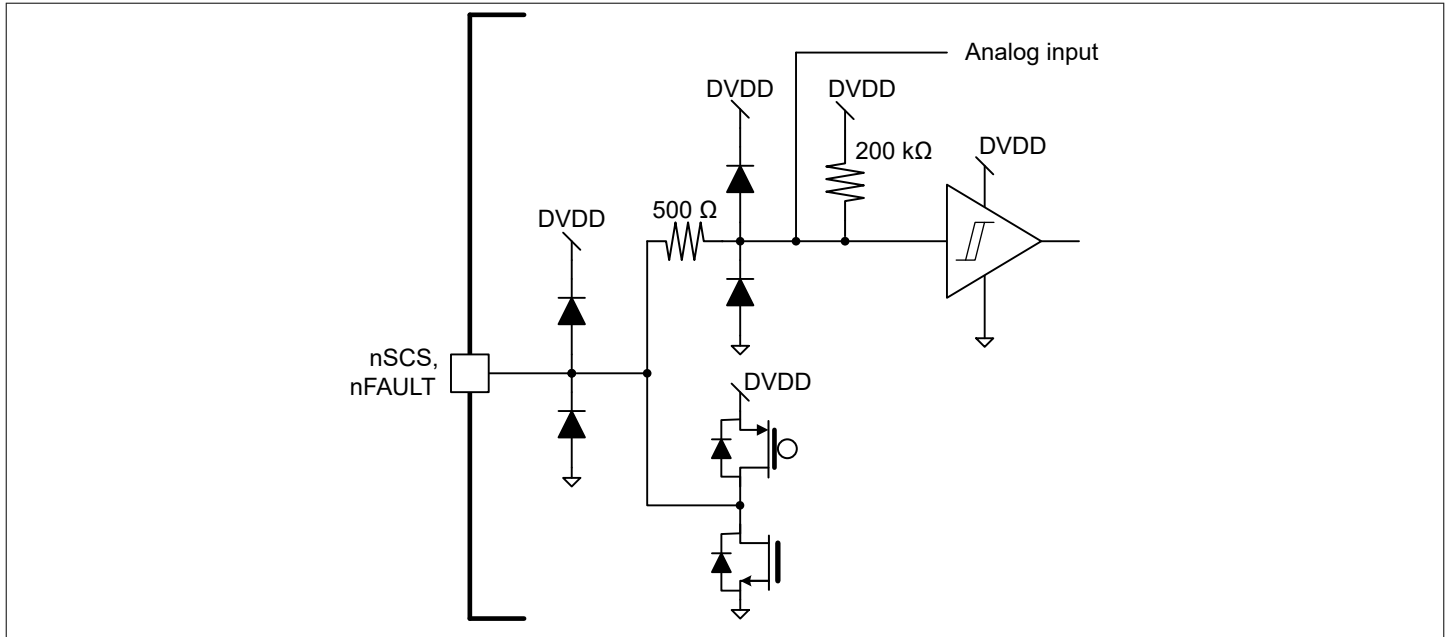 Analog input
DVDD
DVDD
200 kΩ
DVDD
500 Ω
DVDD
nSCS,
nFAULT
DVDD